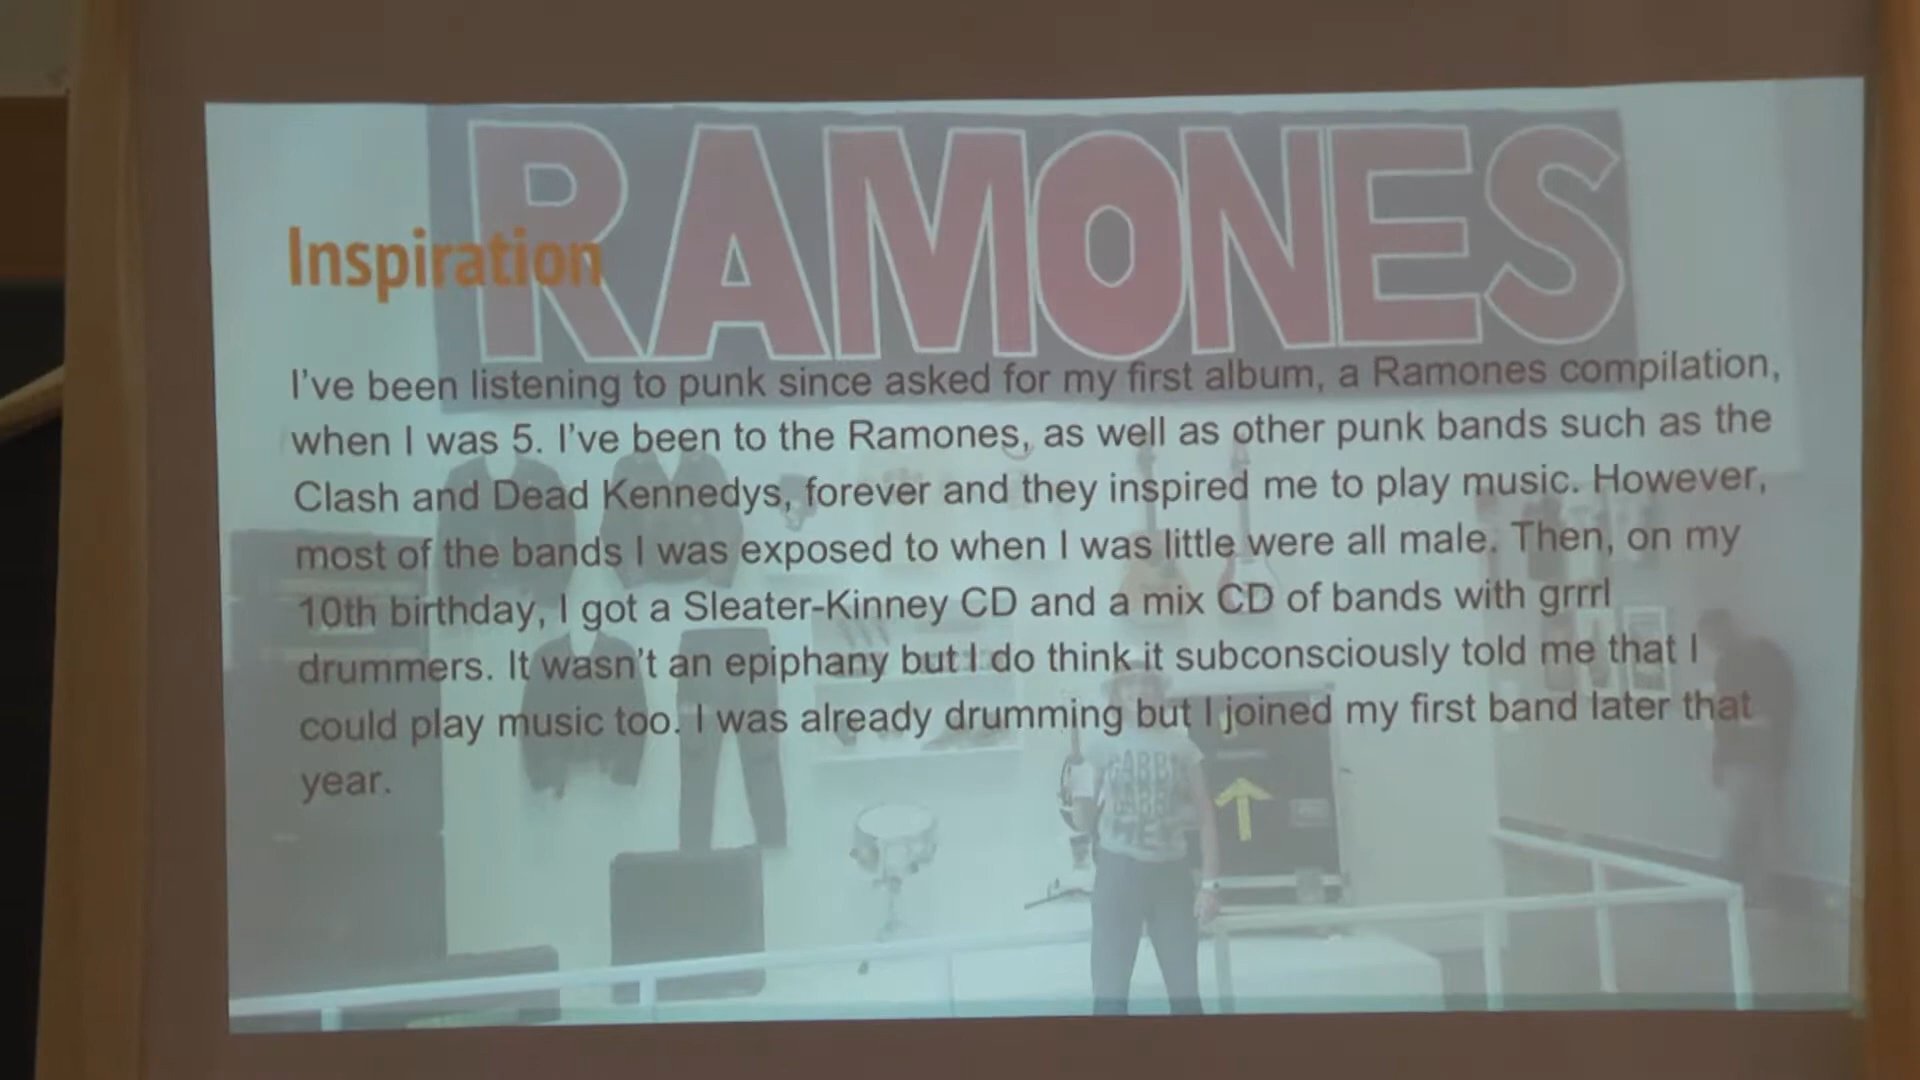 RAMONES
Inspiration
I've been listening to punk since asked for my first album, a Ramones compilation,
when I was 5. I've been to the Ramones, as well as other punk bands such as the
Clash and Dead Kennedys, forever and they inspired me to play music. However,
most of the bands I was exposed to when I was little were all male. Then, on my
10th birthday, I got a Sleater-Kinney CD and a mix CD of bands with grrrl
drummers. It wasn't an epiphany but I do think it subconsciously told me that I
could play music too. I was already drumming but I joined my first band later that
year.
GABBA